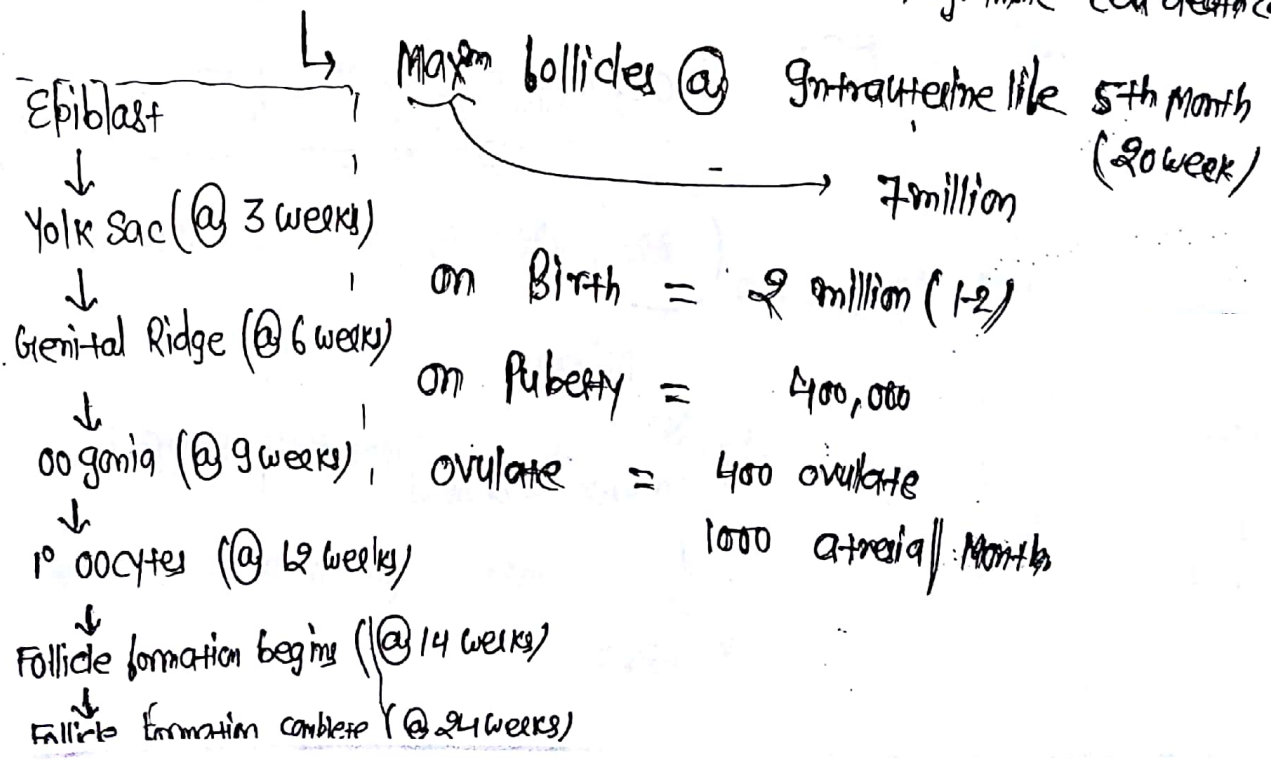 Maxm follicles @ Intrauterine life 5th Month
(20 week)
7 million
on Birth = 2 million (1-2)
on Puberty = 400,000
ovulate = 400 ovulate
1000 atresia // Month
Epiblast
↓
Yolk Sac (@ 3 weeks)
↓
Genital Ridge (@ 6 weeks)
↓
oogonia (@ 9 weeks)
↓
1° oocytes (@ 12 weeks)
↓
Follicle formation begins (@ 14 weeks)
↓
Follicle formation complete (@ 24 weeks)